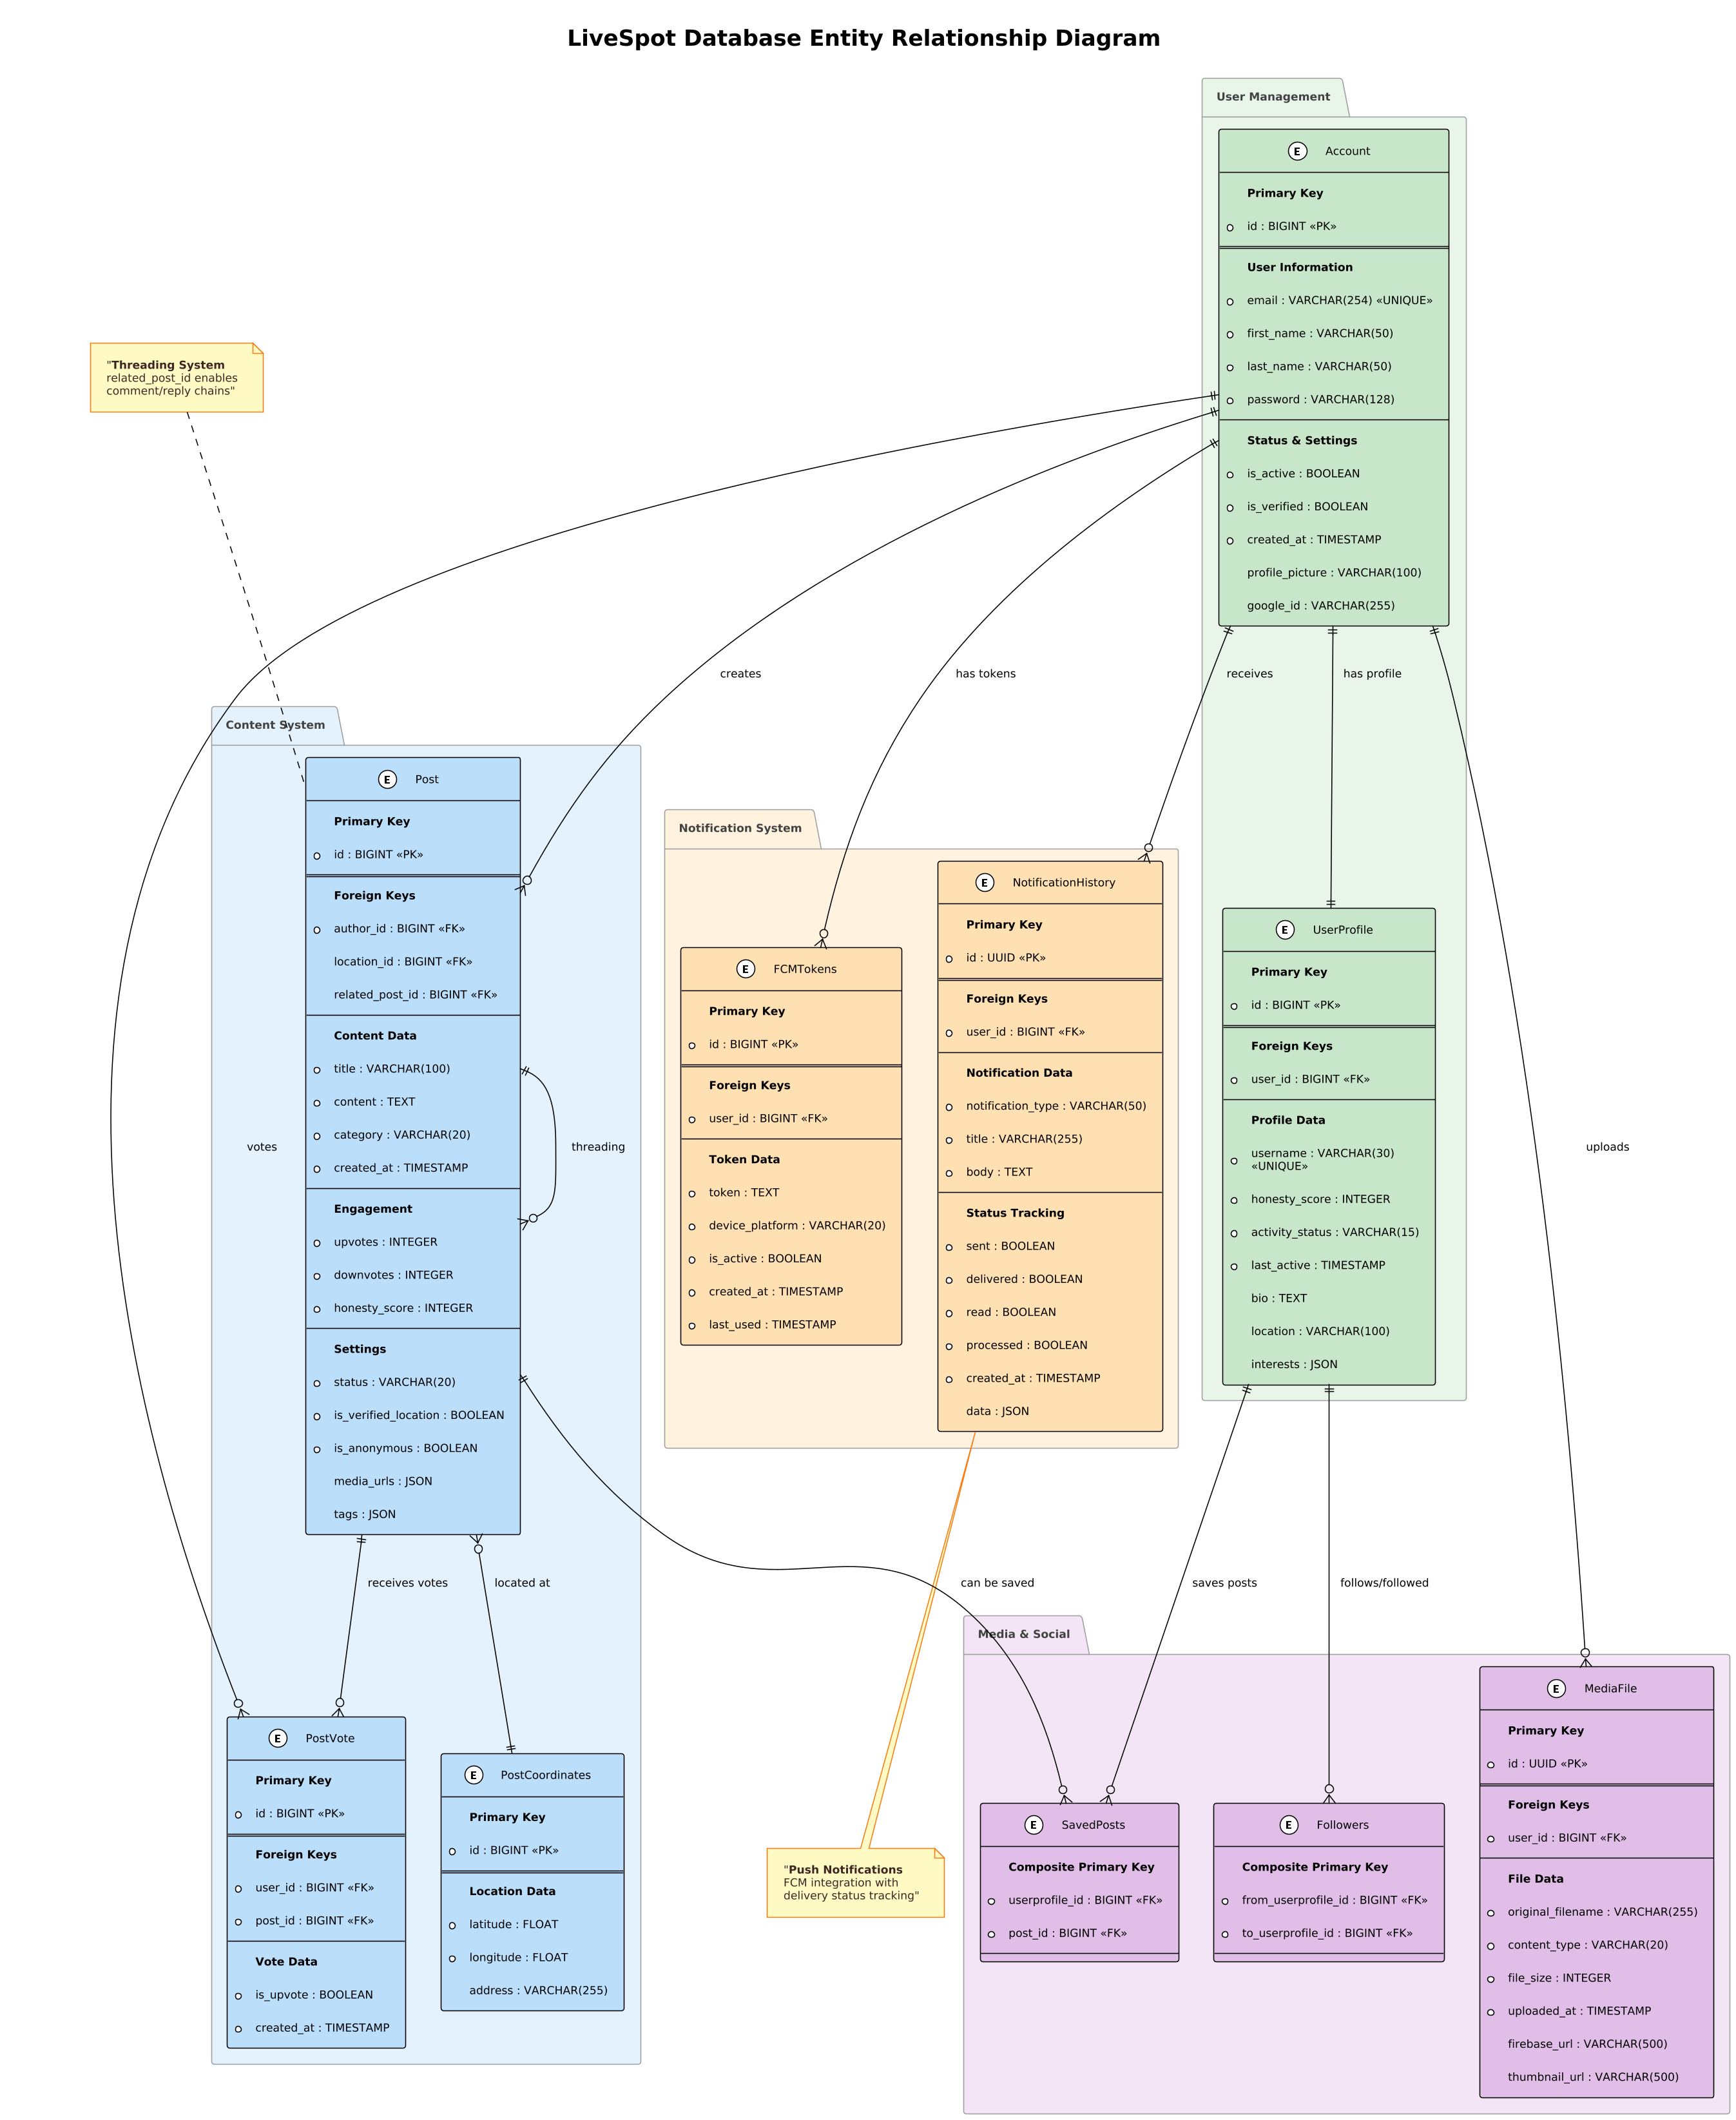 LiveSpot Database Entity Relationship Diagram
User Management
E Account
Primary Key
id : BIGINT «PK»
User Information
email : VARCHAR(254) «UNIQUE»
first_name : VARCHAR(50)
last_name : VARCHAR(50)
password : VARCHAR(128)
Status & Settings
is_active : BOOLEAN
is_verified : BOOLEAN
created_at : TIMESTAMP
profile_picture : VARCHAR(100)
google_id : VARCHAR(255)
"Threading System
related_post_id enables
comment/reply chains"
creates
has tokens
receives
has profile
Content System
E Post
Primary Key
id : BIGINT «PK»
Foreign Keys
author_id : BIGINT «FK»
location_id : BIGINT «FK»
related_post_id : BIGINT «FK»
Content Data
title : VARCHAR(100)
content : TEXT
category : VARCHAR(20)
created_at : TIMESTAMP
Engagement
upvotes : INTEGER
downvotes : INTEGER
honesty_score : INTEGER
Settings
status : VARCHAR(20)
is_verified_location : BOOLEAN
is_anonymous : BOOLEAN
media_urls : JSON
tags : JSON
votes
threading
Notification System
E FCMTokens
Primary Key
id : BIGINT «PK»
Foreign Keys
user_id : BIGINT «FK»
Token Data
token : TEXT
device_platform : VARCHAR(20)
is_active : BOOLEAN
created_at : TIMESTAMP
last_used : TIMESTAMP
E NotificationHistory
Primary Key
id : UUID «PK»
Foreign Keys
user_id : BIGINT «FK»
Notification Data
notification_type : VARCHAR(50)
title : VARCHAR(255)
body : TEXT
Status Tracking
sent : BOOLEAN
delivered : BOOLEAN
read : BOOLEAN
processed : BOOLEAN
created_at : TIMESTAMP
data : JSON
E UserProfile
Primary Key
id : BIGINT «PK»
Foreign Keys
user_id : BIGINT «FK»
Profile Data
username : VARCHAR(30)
«UNIQUE»
honesty_score : INTEGER
activity_status : VARCHAR(15)
last_active : TIMESTAMP
bio : TEXT
location : VARCHAR(100)
interests : JSON
uploads
receives votes
located at
can be saved
saves posts
follows/followed
E PostVote
Primary Key
id : BIGINT «PK»
Foreign Keys
user_id : BIGINT «FK»
post_id : BIGINT «FK»
Vote Data
is_upvote : BOOLEAN
created_at : TIMESTAMP
E PostCoordinates
Primary Key
id : BIGINT «PK»
Location Data
latitude : FLOAT
longitude : FLOAT
address : VARCHAR(255)
"Push Notifications
FCM integration with
delivery status tracking"
Media & Social
E SavedPosts
Composite Primary Key
userprofile_id : BIGINT «FK»
post_id : BIGINT «FK»
E Followers
Composite Primary Key
from_userprofile_id : BIGINT «FK»
to_userprofile_id : BIGINT «FK»
E MediaFile
Primary Key
id : UUID «PK»
Foreign Keys
user_id : BIGINT «FK»
File Data
original_filename : VARCHAR(255)
content_type : VARCHAR(20)
file_size : INTEGER
uploaded_at : TIMESTAMP
firebase_url : VARCHAR(500)
thumbnail_url : VARCHAR(500)